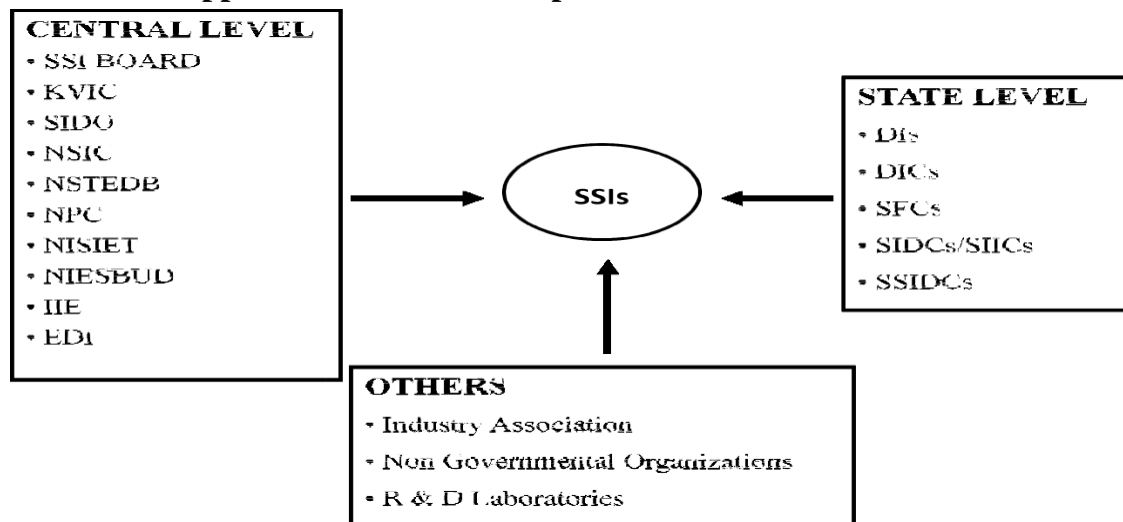 CENTRAL LEVEL
• SSI BOARD
• KVIC
• SIDO
• NSIC
• NSTEDB
• NPC
• NISIET
• NIESBUD
• IIE
• EDI
SSIs
STATE LEVEL
• DIs
• DICs
• SFCs
• SIDCs/SIICs
• SSIDCs
OTHERS
• Industry Association
• Non Governmental Organizations
• R & D Laboratories